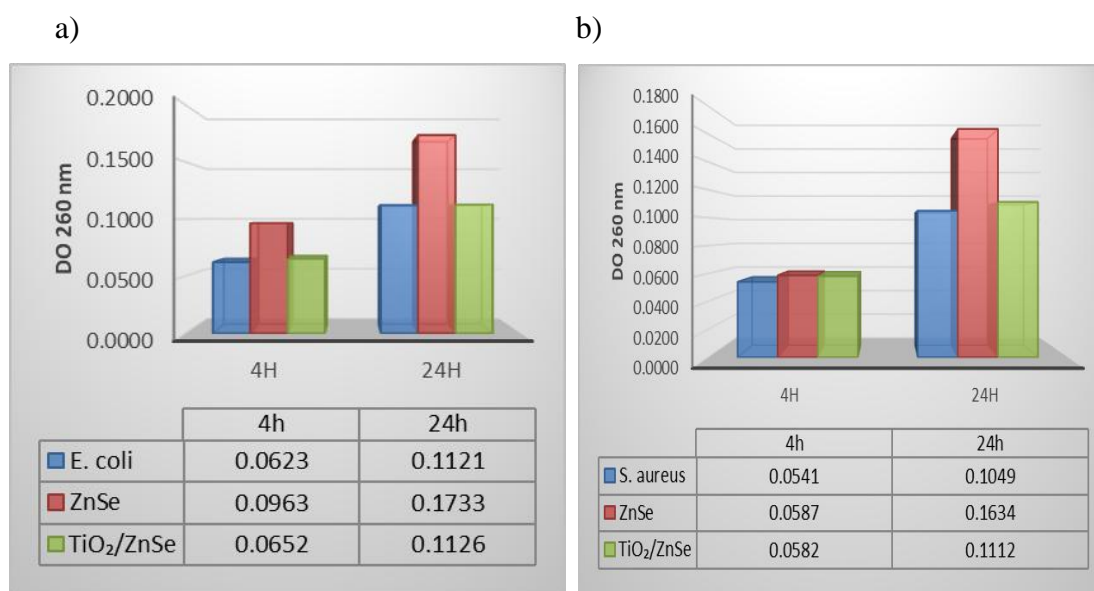 a)
0.2000
0.1500
0.1000
0.0500
0.0000
DO 260 nm
4H 24H
4h 24h
E. coli 0.0623 0.1121
ZnSe 0.0963 0.1733
TiO₂/ZnSe 0.0652 0.1126
b)
0.1800
0.1600
0.1400
0.1200
0.1000
0.0800
0.0600
0.0400
0.0200
0.0000
DO 260 nm
4H 24H
4h 24h
S. aureus 0.0541 0.1049
ZnSe 0.0587 0.1634
TiO₂/ZnSe 0.0582 0.1112